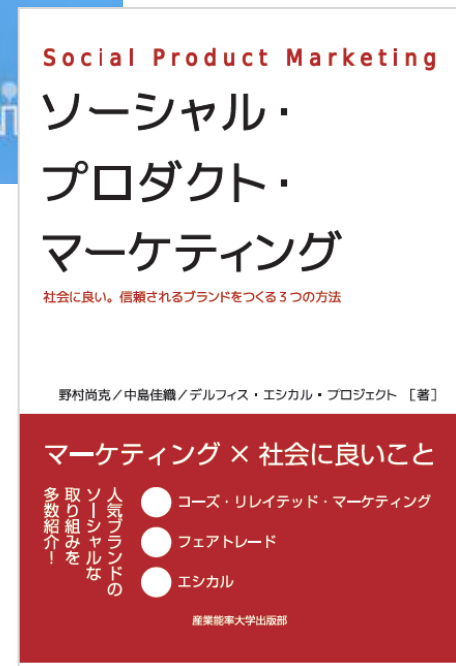 Social Product Marketing
ソーシャル・
プロダクト・
マーケティング
社会に良い。信頼されるブランドをつくる3つの方法
野村尚克/中島佳織/デルフィス・エシカル・プロジェクト [著]
マーケティング × 社会に良いこと
人気ブランドの
ソーシャルな
取り組みを
多数紹介!
コーズ・リレイテッド・マーケティング
フェアトレード
エシカル
産業能率大学出版部